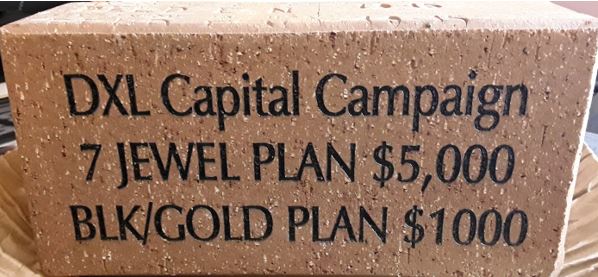 DXL Capital Campaign
7 JEWEL PLAN $5,000
BLK/GOLD PLAN $1000